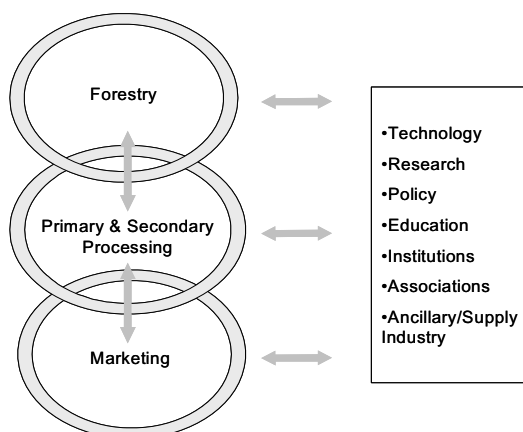 Forestry
Primary & Secondary
Processing
Marketing
•Technology
•Research
•Policy
•Education
•Institutions
•Associations
•Ancillary/Supply
Industry